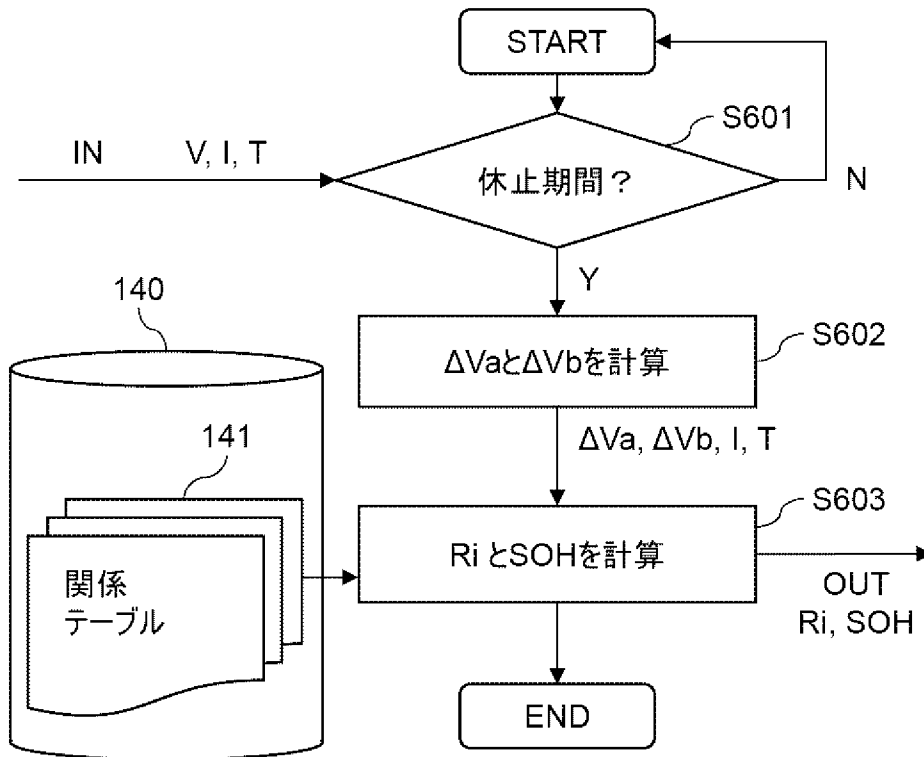 START
S601
IN
V, I, T
休止期間？
N
Y
140
S602
ΔVaとΔVbを計算
141
ΔVa, ΔVb, I, T
S603
関係
テーブル
Ri とSOHを計算
OUT
Ri, SOH
END